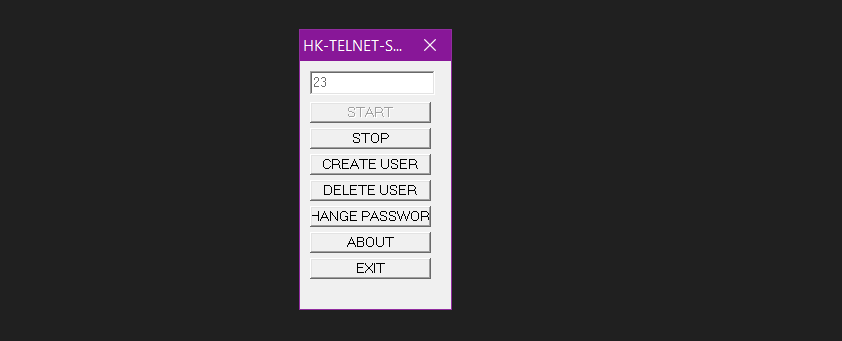 HK-TELNET-S...
23
START
STOP
CREATE USER
DELETE USER
HANGE PASSWOR
ABOUT
EXIT